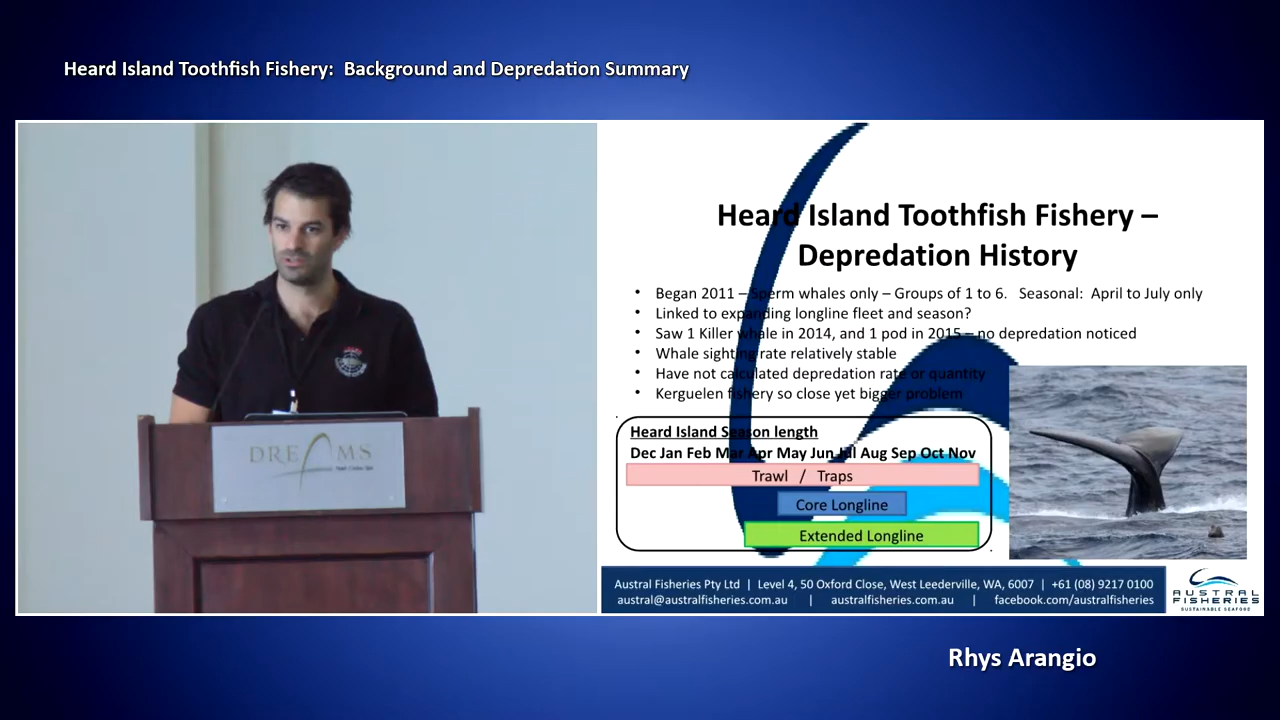 Heard Island Toothfish Fishery:  Background and Depredation Summary
DREAMS
Heard Island Toothfish Fishery –
Depredation History
• Began 2011 – Sperm whales only – Groups of 1 to 6.   Seasonal:  April to July only
• Linked to expanding longline fleet and season?
• Saw 1 Killer whale in 2014, and 1 pod in 2015 – no depredation noticed
• Whale sighting rate relatively stable
• Have not calculated depredation rate or quantity
• Kerguelen fishery so close yet bigger problem
Heard Island Season length
Dec Jan Feb Mar Apr May Jun Jul Aug Sep Oct Nov
Trawl   /   Traps
Core Longline
Extended Longline
Austral Fisheries Pty Ltd  |  Level 4, 50 Oxford Close, West Leederville, WA, 6007  |  +61 (08) 9217 0100
austral@australfisheries.com.au     |     australfisheries.com.au     |     facebook.com/australfisheries
AUSTRAL
FISHERIES
SUSTAINABLE SEAFOOD
Rhys Arangio